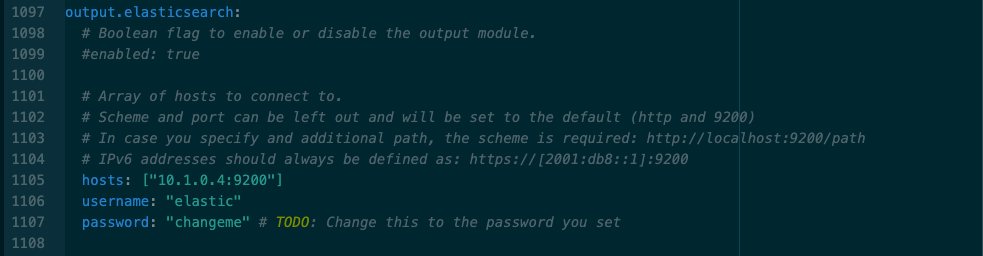 1097 output.elasticsearch:
1098 # Boolean flag to enable or disable the output module.
1099 #enabled: true
1100
1101 # Array of hosts to connect to.
1102 # Scheme and port can be left out and will be set to the default (http and 9200)
1103 # In case you specify and additional path, the scheme is required: http://localhost:9200/path
1104 # IPv6 addresses should always be defined as: https://[2001:db8::1]:9200
1105 hosts: ["10.1.0.4:9200"]
1106 username: "elastic"
1107 password: "changeme" # TODO: Change this to the password you set
1108